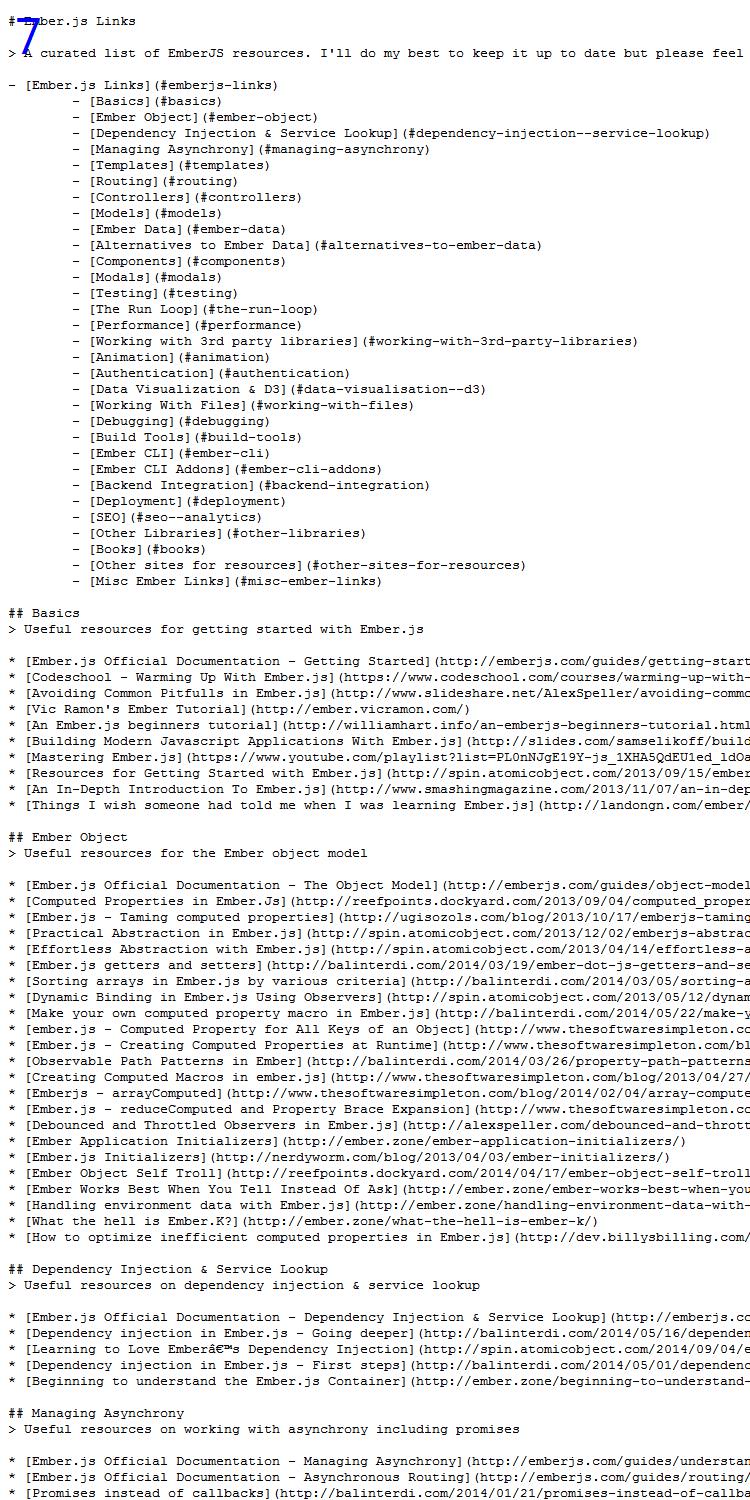 7
# Ember.js Links
> A curated list of EmberJS resources. I'll do my best to keep it up to date but please feel
- [Ember.js Links](#emberjs-links)
- [Basics](#basics)
- [Ember Object](#ember-object)
- [Dependency Injection & Service Lookup](#dependency-injection--service-lookup)
- [Managing Asynchrony](#managing-asynchrony)
- [Templates](#templates)
- [Routing](#routing)
- [Controllers](#controllers)
- [Models](#models)
- [Ember Data](#ember-data)
- [Alternatives to Ember Data](#alternatives-to-ember-data)
- [Components](#components)
- [Modals](#modals)
- [Testing](#testing)
- [The Run Loop](#the-run-loop)
- [Performance](#performance)
- [Working with 3rd party libraries](#working-with-3rd-party-libraries)
- [Animation](#animation)
- [Authentication](#authentication)
- [Data Visualization & D3](#data-visualisation--d3)
- [Working With Files](#working-with-files)
- [Debugging](#debugging)
- [Build Tools](#build-tools)
- [Ember CLI](#ember-cli)
- [Ember CLI Addons](#ember-cli-addons)
- [Backend Integration](#backend-integration)
- [Deployment](#deployment)
- [SEO](#seo--analytics)
- [Other Libraries](#other-libraries)
- [Books](#books)
- [Other sites for resources](#other-sites-for-resources)
- [Misc Ember Links](#misc-ember-links)
## Basics
> Useful resources for getting started with Ember.js
* [Ember.js Official Documentation - Getting Started](http://emberjs.com/guides/getting-start
* [Codeschool - Warming Up With Ember.js](https://www.codeschool.com/courses/warming-up-with-
* [Avoiding Common Pitfulls in Ember.js](http://www.slideshare.net/AlexSpeller/avoiding-commo
* [Vic Ramon's Ember Tutorial](http://ember.vicramon.com/)
* [An Ember.js beginners tutorial](http://williamhart.info/an-emberjs-beginners-tutorial.html
* [Building Modern Javascript Applications With Ember.js](http://slides.com/samselikoff/build
* [Mastering Ember.js](https://www.youtube.com/playlist?list=PL0nNJgE19Y-js_1XHA5QdEU1ed_ldOa
* [Resources for Getting Started with Ember.js](http://spin.atomicobject.com/2013/09/15/ember
* [An In-Depth Introduction To Ember.js](http://www.smashingmagazine.com/2013/11/07/an-in-dep
* [Things I wish someone had told me when I was learning Ember.js](http://landongn.com/ember/
## Ember Object
> Useful resources for the Ember object model
* [Ember.js Official Documentation - The Object Model](http://emberjs.com/guides/object-model
* [Computed Properties in Ember.Js](http://reefpoints.dockyard.com/2013/09/04/computed_proper
* [Ember.js - Taming computed properties](http://ugisozols.com/blog/2013/10/17/emberjs-taming
* [Practical Abstraction in Ember.js](http://spin.atomicobject.com/2013/12/02/emberjs-abstrac
* [Effortless Abstraction with Ember.js](http://spin.atomicobject.com/2013/04/14/effortless-a
* [Ember.js getters and setters](http://balinterdi.com/2014/03/19/ember-dot-js-getters-and-se
* [Sorting arrays in Ember.js by various criteria](http://balinterdi.com/2014/03/05/sorting-a
* [Dynamic Binding in Ember.js Using Observers](http://spin.atomicobject.com/2013/05/12/dynam
* [Make your own computed property macro in Ember.js](http://balinterdi.com/2014/05/22/make-y
* [ember.js - Computed Property for All Keys of an Object](http://www.thesoftwaresimpleton.co
* [Ember.js - Creating Computed Properties at Runtime](http://www.thesoftwaresimpleton.com/bl
* [Observable Path Patterns in Ember](http://balinterdi.com/2014/03/26/property-path-patterns
* [Creating Computed Macros in ember.js](http://www.thesoftwaresimpleton.com/blog/2013/04/27/
* [Emberjs - arrayComputed](http://www.thesoftwaresimpleton.com/blog/2014/02/04/array-compute
* [Ember.js - reduceComputed and Property Brace Expansion](http://www.thesoftwaresimpleton.co
* [Debounced and Throttled Observers in Ember.js](http://alexspeller.com/debounced-and-thrott
* [Ember Application Initializers](http://ember.zone/ember-application-initializers/)
* [Ember.js Initializers](http://nerdyworm.com/blog/2013/04/03/ember-initializers/)
* [Ember Object Self Troll](http://reefpoints.dockyard.com/2014/04/17/ember-object-self-troll
* [Ember Works Best When You Tell Instead Of Ask](http://ember.zone/ember-works-best-when-you
* [Handling environment data with Ember.js](http://ember.zone/handling-environment-data-with-
* [What the hell is Ember.K?](http://ember.zone/what-the-hell-is-ember-k/)
* [How to optimize inefficient computed properties in Ember.js](http://dev.billysbilling.com/
## Dependency Injection & Service Lookup
> Useful resources on dependency injection & service lookup
* [Ember.js Official Documentation - Dependency Injection & Service Lookup](http://emberjs.co
* [Dependency injection in Ember.js - Going deeper](http://balinterdi.com/2014/05/16/dependen
* [Learning to Love Emberâ€™s Dependency Injection](http://spin.atomicobject.com/2014/09/04/e
* [Dependency injection in Ember.js - First steps](http://balinterdi.com/2014/05/01/dependenc
* [Beginning to understand the Ember.js Container](http://ember.zone/beginning-to-understand-
## Managing Asynchrony
> Useful resources on working with asynchrony including promises
* [Ember.js Official Documentation - Managing Asynchrony](http://emberjs.com/guides/understan
* [Ember.js Official Documentation - Asynchronous Routing](http://emberjs.com/guides/routing/
* [Promises instead of callbacks](http://balinterdi.com/2014/01/21/promises-instead-of-callba